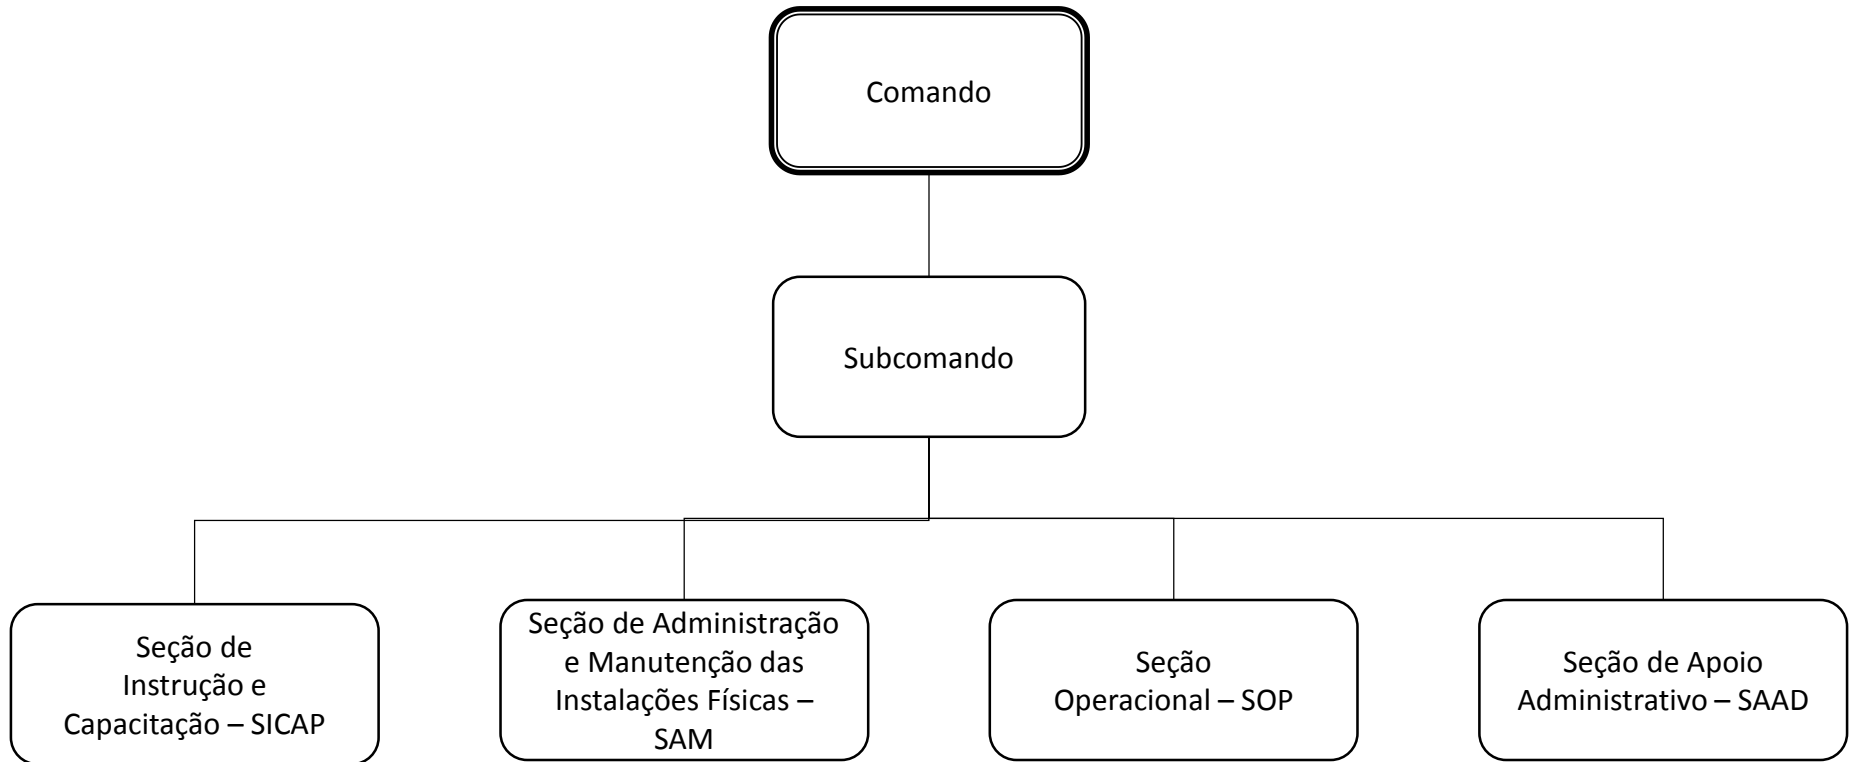 Comando
Subcomando
Seção de
Instrução e
Capacitação – SICAP
Seção de Administração
e Manutenção das
Instalações Físicas –
SAM
Seção
Operacional – SOP
Seção de Apoio
Administrativo – SAAD